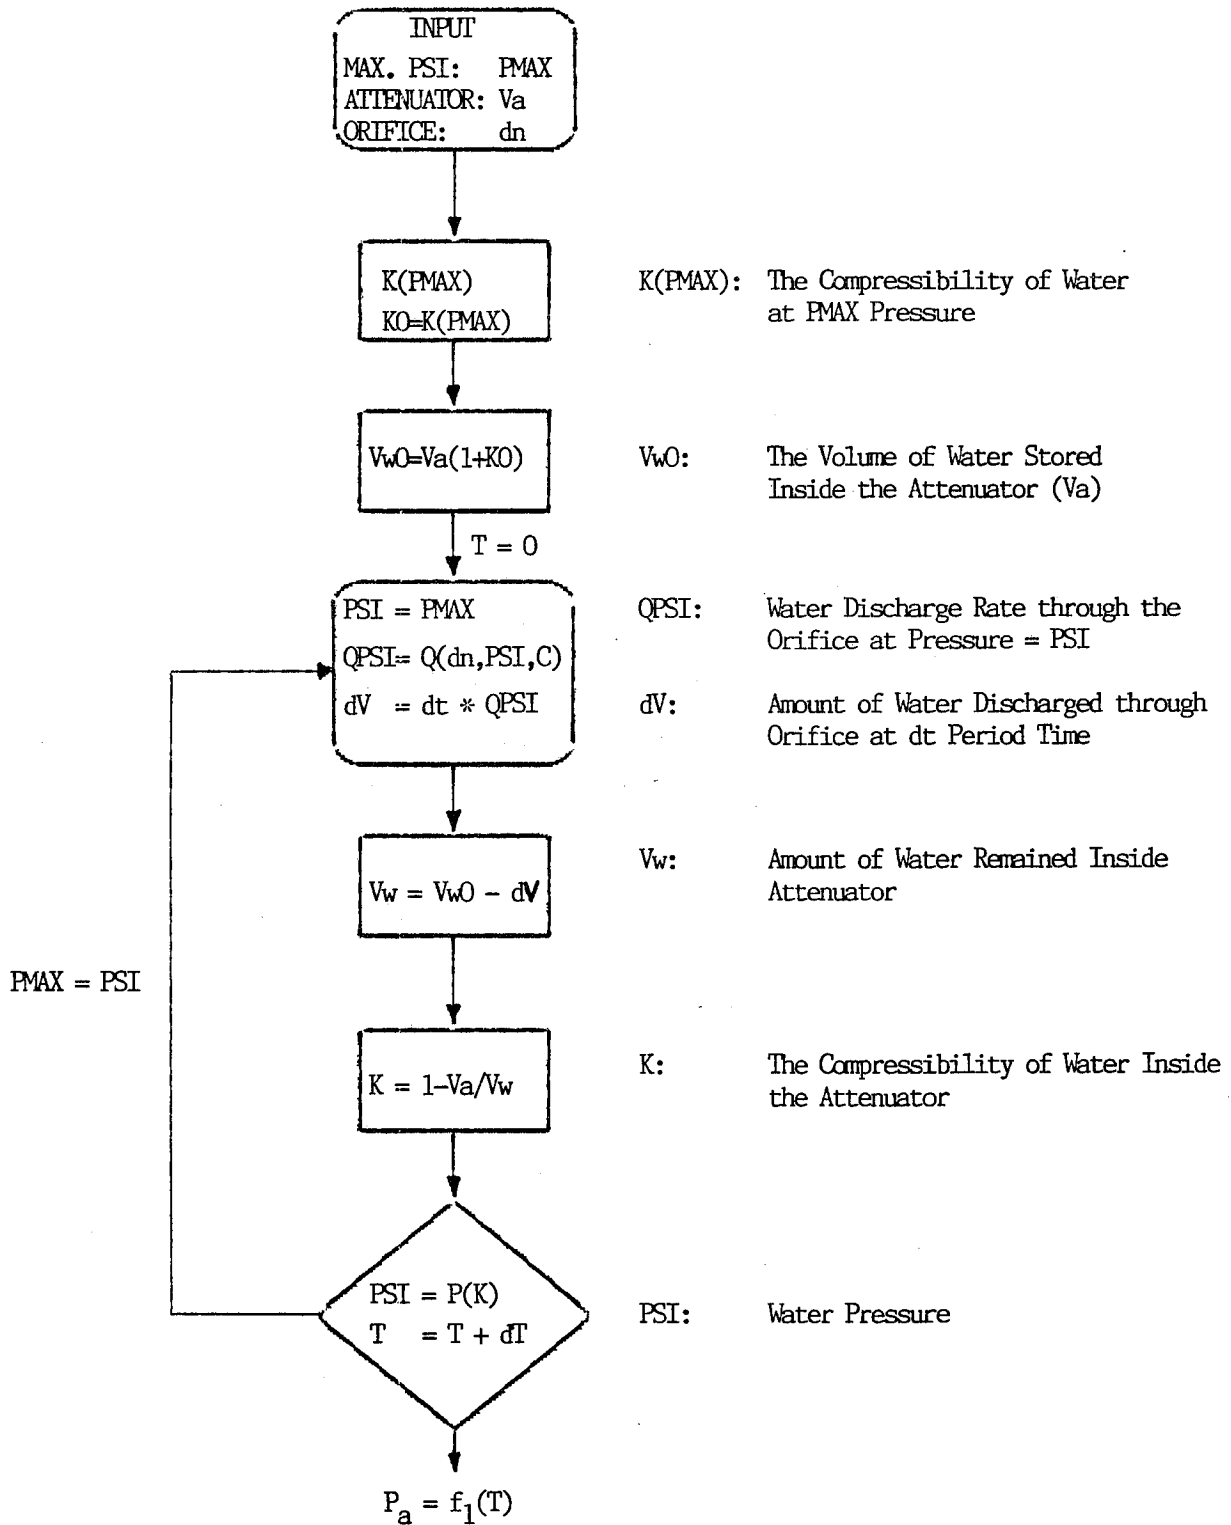 INPUT
MAX. PSI: PMAX
ATTENUATOR: Va
ORIFICE: dn
K(PMAX)
KO=K(PMAX)
K(PMAX): The Compressibility of Water
at PMAX Pressure
VwO=Va(1+KO)
VwO: The Volume of Water Stored
Inside the Attenuator (Va)
T = 0
PSI = PMAX
QPSI= Q(dn,PSI,C)
dV = dt * QPSI
QPSI: Water Discharge Rate through the
Orifice at Pressure = PSI
dV: Amount of Water Discharged through
Orifice at dt Period Time
Vw = VwO - dV
Vw: Amount of Water Remained Inside
Attenuator
PMAX = PSI
K = 1-Va/Vw
K: The Compressibility of Water Inside
the Attenuator
PSI = P(K)
T = T + dT
PSI: Water Pressure
Pa = f1(T)